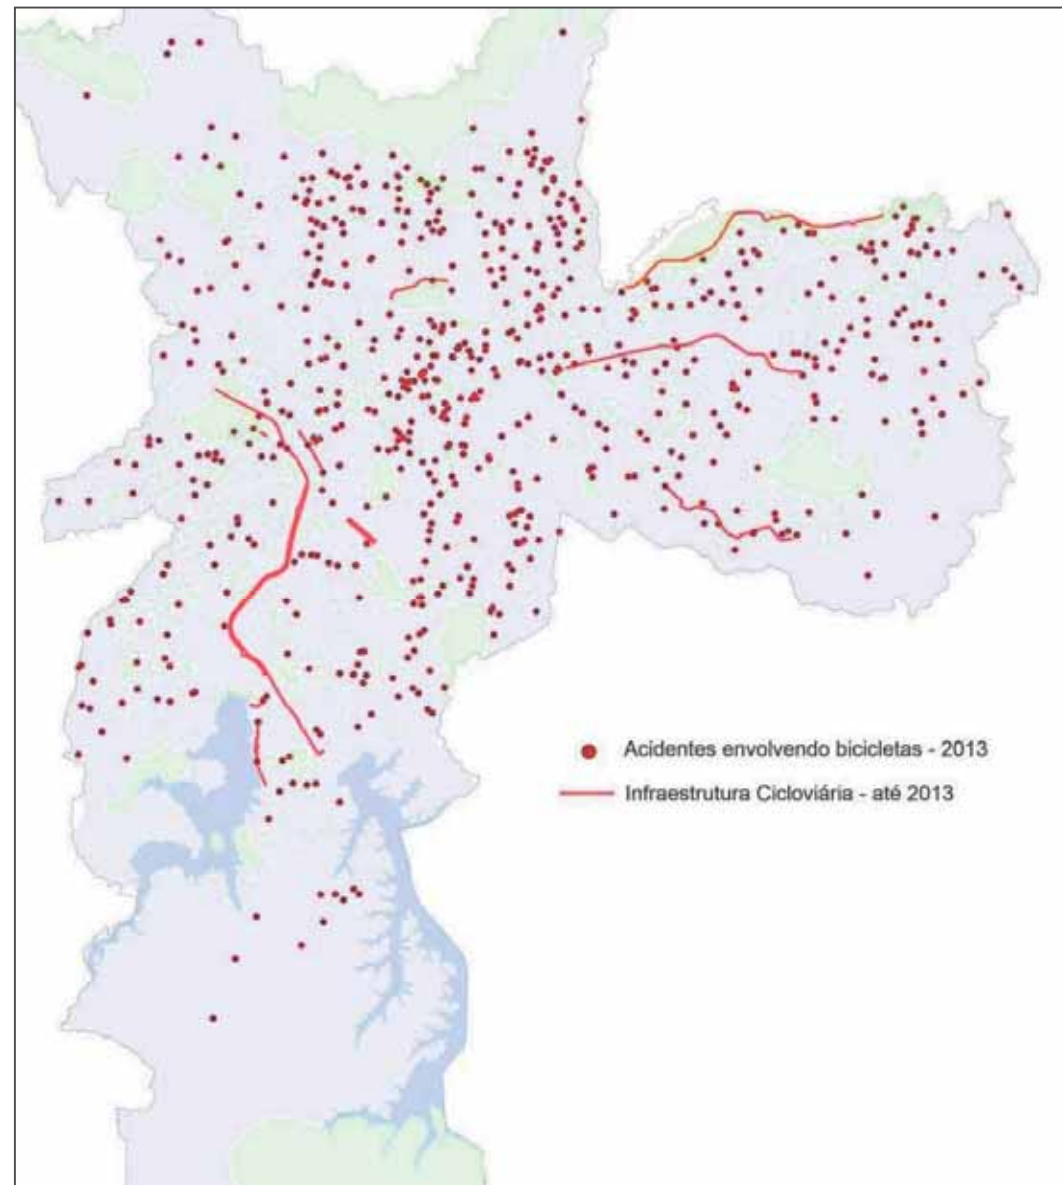 Acidentes envolvendo bicicletas - 2013
Infraestrutura Cicloviária - até 2013